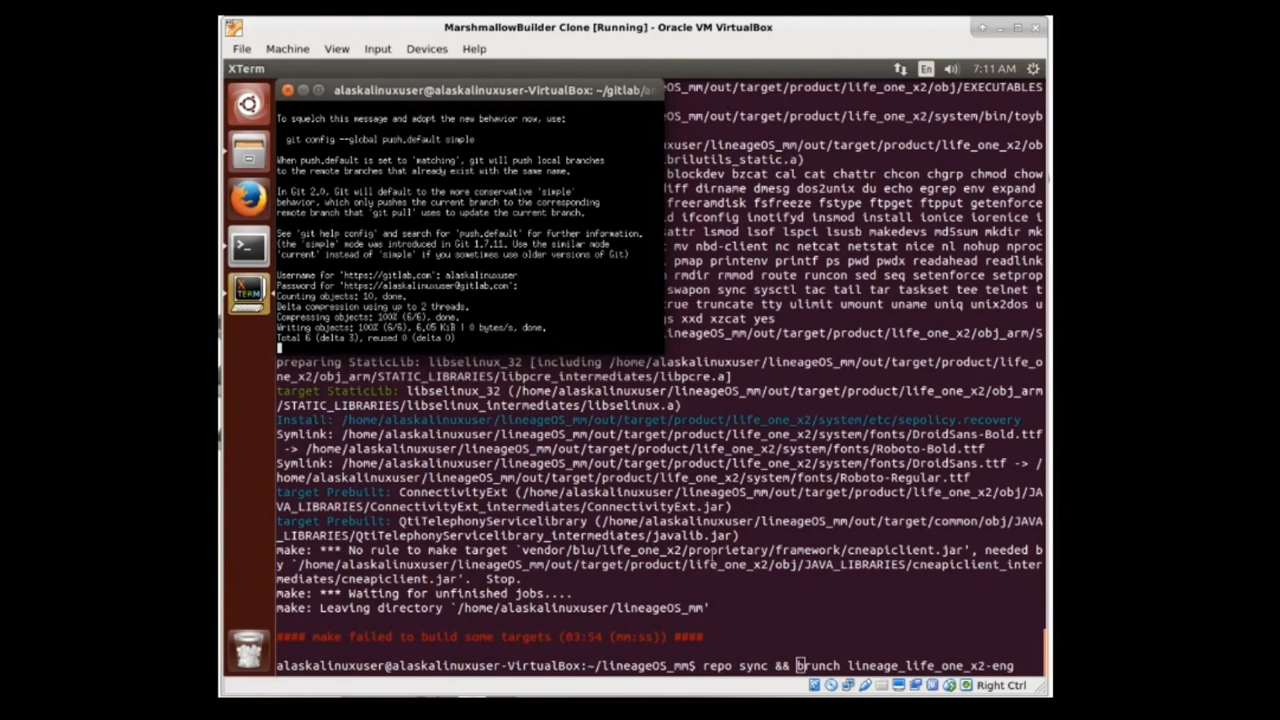 MarshmallowBuilder Clone [Running] - Oracle VM VirtualBox
File Machine View Input Devices Help
XTerm
En
7:11 AM
alaskalinuxuser@alaskalinuxuser-VirtualBox: ~/gitlab/
To squelch this message and adopt the new behavior now, use:
git config --global push.default simple
When push.default is set to 'matching', git will push local branches
to the remote branches that already exist with the same name.
In Git 2.0, Git will default to the more conservative 'simple'
behavior, which only pushes the current branch to the corresponding
remote branch that 'git pull' uses to update the current branch.
See 'git help config' and search for 'push.default' for further information.
(the 'simple' mode was introduced in Git 1.7.11. Use the similar mode
'current' instead of 'simple' if you sometimes use older versions of Git)
Username for 'https://gitlab.com': alaskalinuxuser
Password for 'https://alaskalinuxuser@gitlab.com':
Counting objects: 10, done.
Delta compression using up to 2 threads.
Compressing objects: 100% (6/6), done.
Writing objects: 100% (6/6), 6.05 KiB | 0 bytes/s, done.
Total 6 (delta 3), reused 0 (delta 0)
/out/target/product/life_one_x2/obj/EXECUTABLES
/out/target/product/life_one_x2/system/bin/toyb
user/lineageOS_mm/out/target/product/life_one_x2/ob
brilutils_static.a)
blockdev bzcat cal cat chattr chcon chgrp chmod chow
diff dirname dmesg dos2unix du echo egrep env expand
freeramdisk fsfreeze fstype ftpget ftpput getenforce
ifconfig inotifyd insmod install ionice iorenice i
sattr lsmod lsof lspci lsusb makedevs md5sum mkdir mk
mv nbd-client nc netcat netstat nice nl nohup nproc
pmap printenv printf ps pwd pwdx readahead readlink
rmdir rmmod route runcon sed seq setenforce setprop
swapon sync sysctl tac tail tar taskset tee telnet t
true truncate tty ulimit umount uname uniq unix2dos
xxd xzcat yes
/lineageOS_mm/out/target/product/life_one_x2/obj_arm/S
preparing StaticLib: libselinux_32 [including /home/alaskalinuxuser/lineageOS_mm/out/target/product/life_o
ne_x2/obj_arm/STATIC_LIBRARIES/libpcre_intermediates/libpcre.a]
target StaticLib: libselinux_32 (/home/alaskalinuxuser/lineageOS_mm/out/target/product/life_one_x2/obj_arm
/STATIC_LIBRARIES/libselinux_intermediates/libselinux.a)
Install: /home/alaskalinuxuser/lineageOS_mm/out/target/product/life_one_x2/system/etc/sepolicy.recovery
Symlink: /home/alaskalinuxuser/lineageOS_mm/out/target/product/life_one_x2/system/fonts/DroidSans-Bold.ttf
-> /home/alaskalinuxuser/lineageOS_mm/out/target/product/life_one_x2/system/fonts/Roboto-Bold.ttf
Symlink: /home/alaskalinuxuser/lineageOS_mm/out/target/product/life_one_x2/system/fonts/DroidSans.ttf -> /
home/alaskalinuxuser/lineageOS_mm/out/target/product/life_one_x2/system/fonts/Roboto-Regular.ttf
target Prebuilt: ConnectivityExt (/home/alaskalinuxuser/lineageOS_mm/out/target/product/life_one_x2/obj/JA
VA_LIBRARIES/ConnectivityExt_intermediates/ConnectivityExt.jar)
target Prebuilt: QtiTelephonyServicelibrary (/home/alaskalinuxuser/lineageOS_mm/out/target/common/obj/JAVA
_LIBRARIES/QtiTelephonyServicelibrary_intermediates/javalib.jar)
make: *** No rule to make target `vendor/blu/life_one_x2/proprietary/framework/cneapiclient.jar', needed b
y `/home/alaskalinuxuser/lineageOS_mm/out/target/product/life_one_x2/obj/JAVA_LIBRARIES/cneapiclient_inter
mediates/cneapiclient.jar'. Stop.
make: *** Waiting for unfinished jobs....
make: Leaving directory `/home/alaskalinuxuser/lineageOS_mm'
#### make failed to build some targets (03:54 (mm:ss)) ####
alaskalinuxuser@alaskalinuxuser-VirtualBox:~/lineageOS_mm$ repo sync && brunch lineage_life_one_x2-eng
Right Ctrl